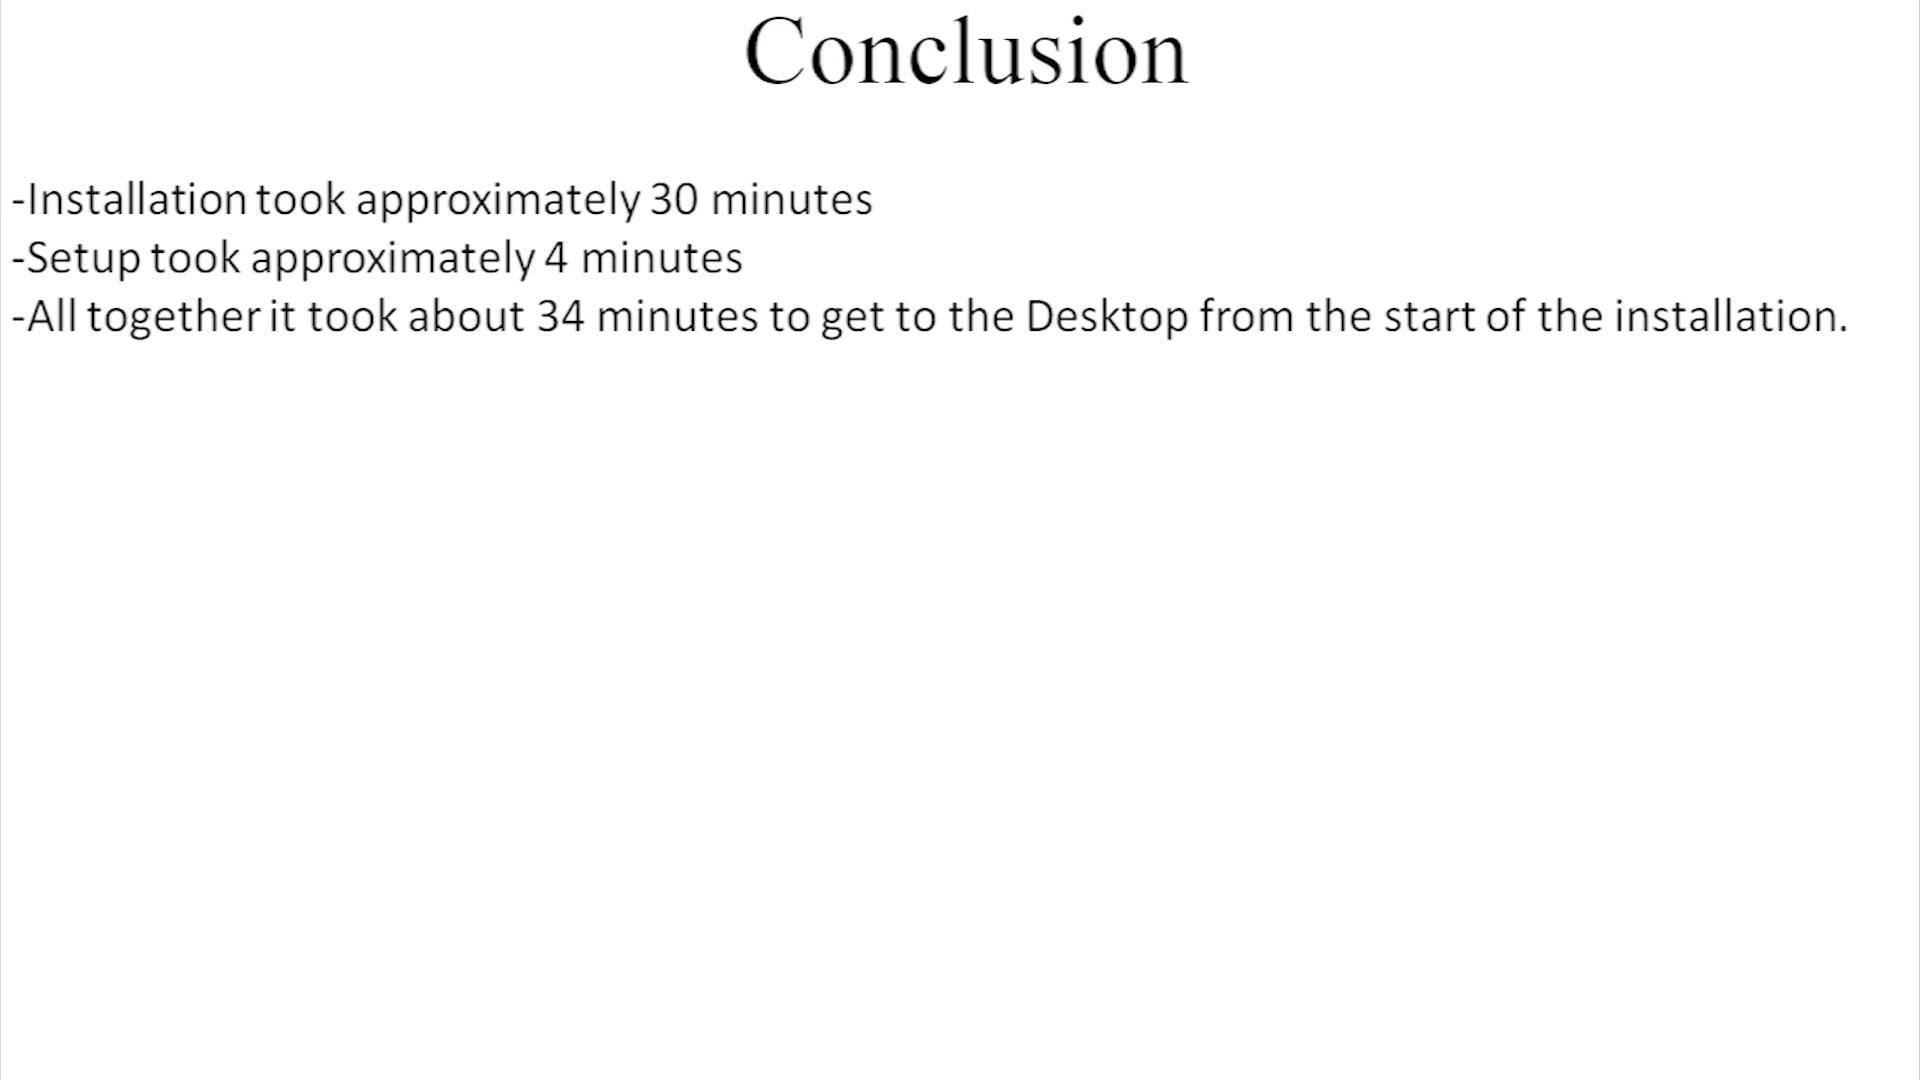 Conclusion
-Installation took approximately 30 minutes
-Setup took approximately 4 minutes
-All together it took about 34 minutes to get to the Desktop from the start of the installation.